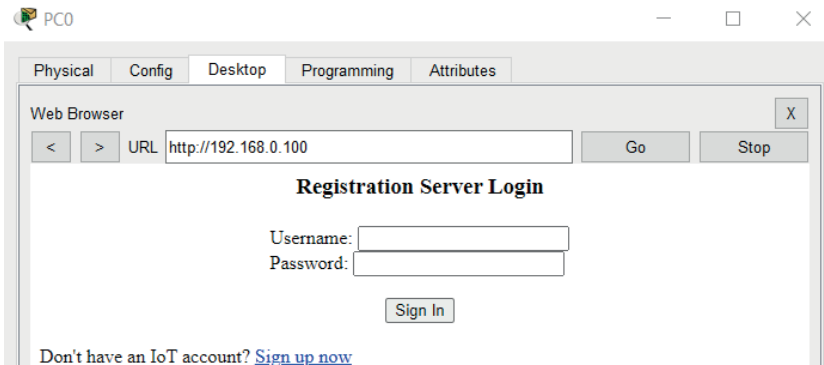 PC0
Physical Config Desktop Programming Attributes
Web Browser
X
< > URL http://192.168.0.100 Go Stop
Registration Server Login
Username:
Password:
Sign In
Don't have an IoT account? Sign up now